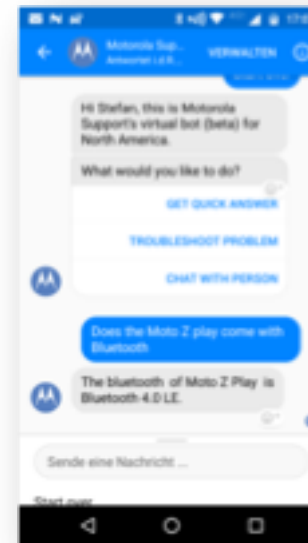 Motorola Sup...
VERWALTEN
Hi Stefan, this is Motorola
Support's virtual bot (beta) for
North America.
What would you like to do?
GET QUICK ANSWER
TROUBLESHOOT PROBLEM
CHAT WITH PERSON
Does the Moto Z play come with
Bluetooth
The bluetooth of Moto Z Play is
Bluetooth 4.0 LE.
Sende eine Nachricht ...
Start over